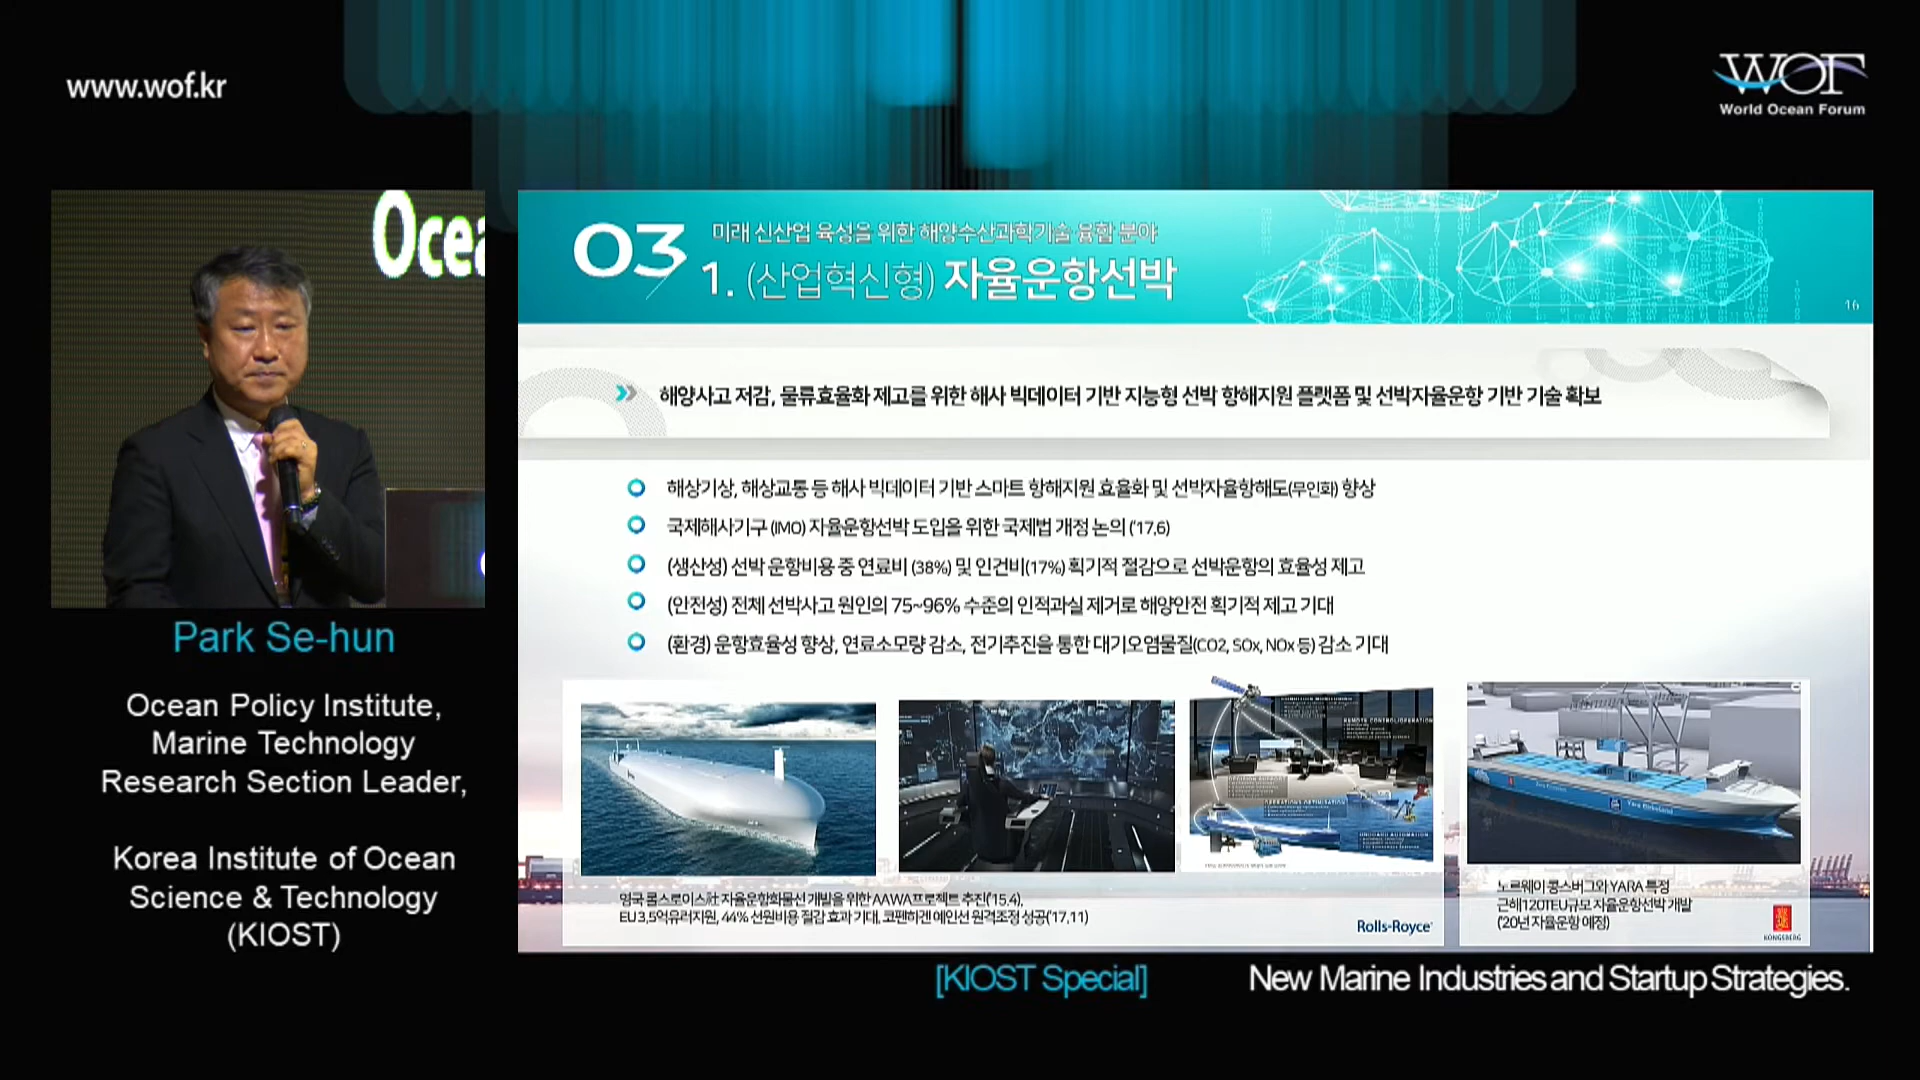 www.wof.kr
WOF
World Ocean Forum
Ocea
Park Se-hun
Ocean Policy Institute,
Marine Technology
Research Section Leader,
Korea Institute of Ocean
Science & Technology
(KIOST)
03
미래 신산업 육성을 위한 해양수산과학기술 융합 분야
1. (산업혁신형) 자율운항선박
16
해양사고 저감, 물류효율화 제고를 위한 해사 빅데이터 기반 지능형 선박 항해지원 플랫폼 및 선박자율운항 기반 기술 확보
해상기상, 해상교통 등 해사 빅데이터 기반 스마트 항해지원 효율화 및 선박자율항해도(무인화) 향상
국제해사기구 (IMO) 자율운항선박 도입을 위한 국제법 개정 논의 ('17.6)
(생산성) 선박 운항비용 중 연료비 (38%) 및 인건비(17%) 획기적 절감으로 선박운항의 효율성 제고
(안전성) 전체 선박사고 원인의 75~96% 수준의 인적과실 제거로 해양안전 획기적 제고 기대
(환경) 운항효율성 향상, 연료소모량 감소, 전기추진을 통한 대기오염물질(CO2, SOx, NOx 등) 감소 기대
영국 롤스로이스社 자율운항화물선 개발을 위한 AAWA프로젝트 추진('15.4),
EU 3,5억유러지원, 44% 선원비용 절감 효과 기대, 코펜하겐 예인선 원격조정 성공('17,11)
Rolls-Royce
노르웨이 콩스버그와 YARA 특정
근해120TEU규모 자율운항선박 개발
('20년 자율운항 예정)
KONGSBERG
[KIOST Special]
New Marine Industries and Startup Strategies.